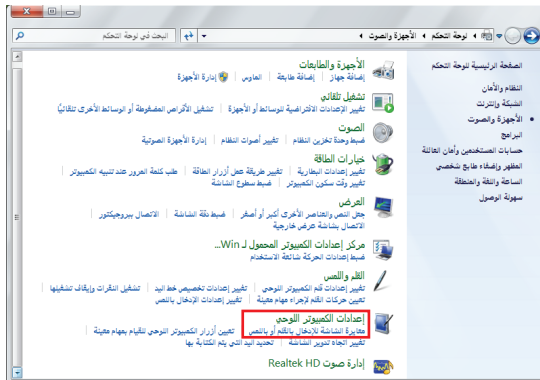 لوحة التحكم
الأجهزة والصوت
البحث في لوحة التحكم
الصفحة الرئيسية للوحة التحكم
النظام والأمان
الشبكة وإنترنت
الأجهزة والصوت
البرامج
حسابات المستخدمين وأمان العائلة
المظهر وإضفاء طابع شخصي
الساعة واللغة والمنطقة
سهولة الوصول
الأجهزة والطابعات
إضافة جهاز | إضافة طابعة | الماوس | إدارة الأجهزة
تشغيل تلقائي
تغيير الإعدادات الافتراضية للوسائط أو الأجهزة | تشغيل الأقراص المضغوطة أو الوسائط الأخرى تلقائيًا
الصوت
ضبط وحدة تخزين النظام | تغيير أصوات النظام | إدارة الأجهزة الصوتية
خيارات الطاقة
تغيير إعدادات البطارية | تغيير طريقة عمل أزرار الطاقة | طلب كلمة المرور عند تنبيه الكمبيوتر
تغيير وقت سكون الكمبيوتر | ضبط سطوع الشاشة
العرض
جعل النص والعناصر الأخرى أكبر أو أصغر | ضبط دقة الشاشة | الاتصال ببروجيكتور
الاتصال بشاشة عرض خارجية
مركز إعدادات الكمبيوتر المحمول لـ Win...
ضبط إعدادات الحركة شائعة الاستخدام
القلم واللمس
تغيير إعدادات قلم الكمبيوتر اللوحي | تغيير إعدادات تخصيص خط اليد | تشغيل النقرات وإيقاف تشغيلها
تعيين حركات القلم لإجراء مهام معينة | تغيير إعدادات الإدخال باللمس
إعدادات الكمبيوتر اللوحي
معايرة الشاشة للإدخال بالقلم أو باللمس | تعيين أزرار الكمبيوتر اللوحي للقيام بمهام معينة
تغيير اتجاه تدوير الشاشة | تحديد اليد التي يتم الكتابة بها
إدارة صوت Realtek HD